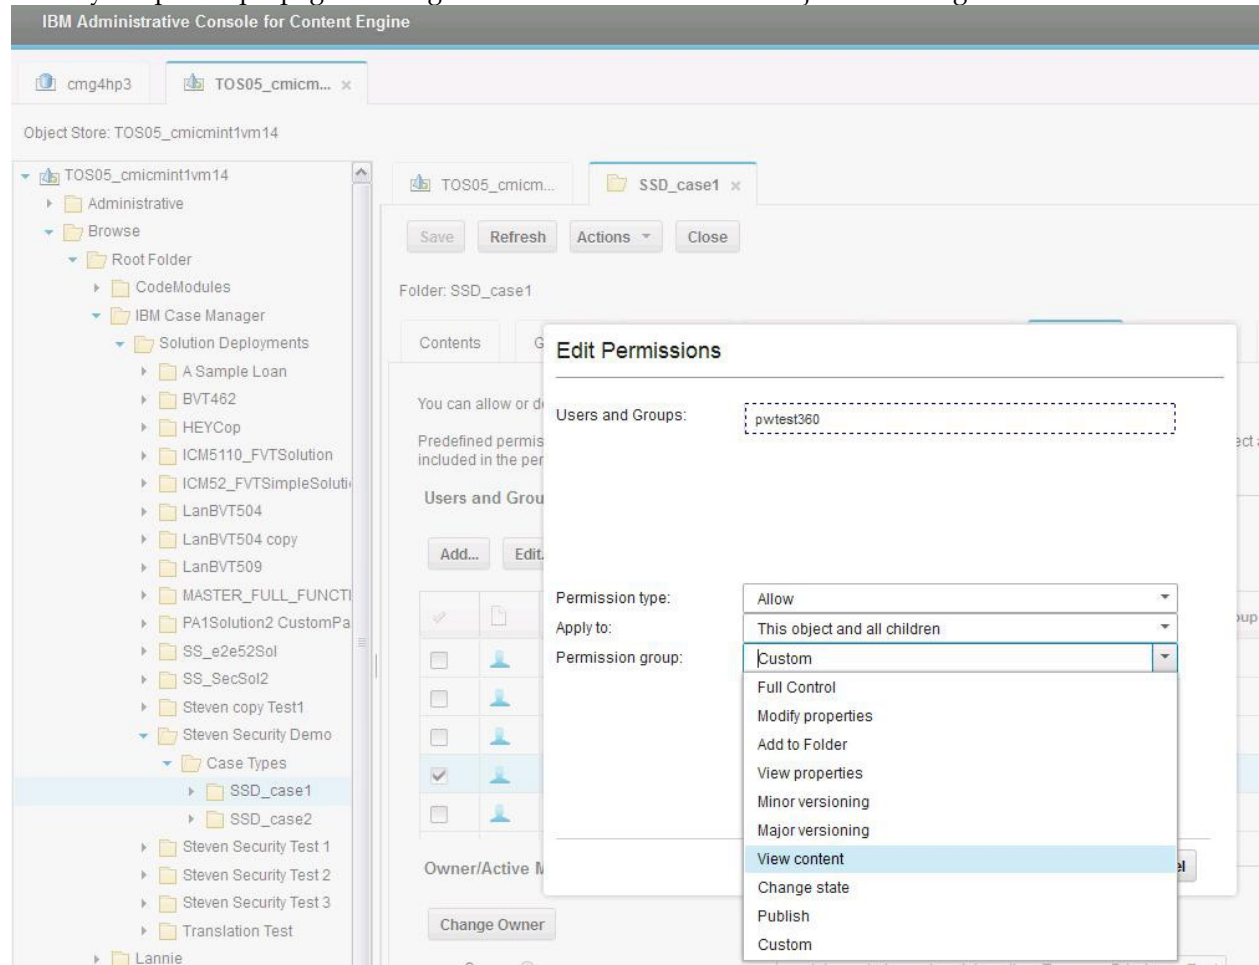 IBM Administrative Console for Content Engine
cmg4hp3
TOS05_cmicm... ×
Object Store: TOS05_cmicmint1vm14
TOS05_cmicmint1vm14
Administrative
Browse
Root Folder
CodeModules
IBM Case Manager
Solution Deployments
A Sample Loan
BVT462
HEYCop
ICM5110_FVTSolution
ICM52_FVTSimpleSoluti
LanBVT504
LanBVT504 copy
LanBVT509
MASTER_FULL_FUNCTI
PA1Solution2 CustomPa
SS_e2e52Sol
SS_SecSol2
Steven copy Test1
Steven Security Demo
Case Types
SSD_case1
SSD_case2
Steven Security Test 1
Steven Security Test 2
Steven Security Test 3
Translation Test
Lannie
TOS05_cmicm...
SSD_case1 ×
Save Refresh Actions Close
Folder: SSD_case1
Contents G
You can allow or d
Predefined permis
included in the per
ect a
Users and Grou
Add... Edit.
oup
Owner/Active M
Change Owner
Edit Permissions
Users and Groups: pwtest360
Permission type: Allow
Apply to: This object and all children
Permission group: Custom
Full Control
Modify properties
Add to Folder
View properties
Minor versioning
Major versioning
View content
Change state
Publish
Custom
el